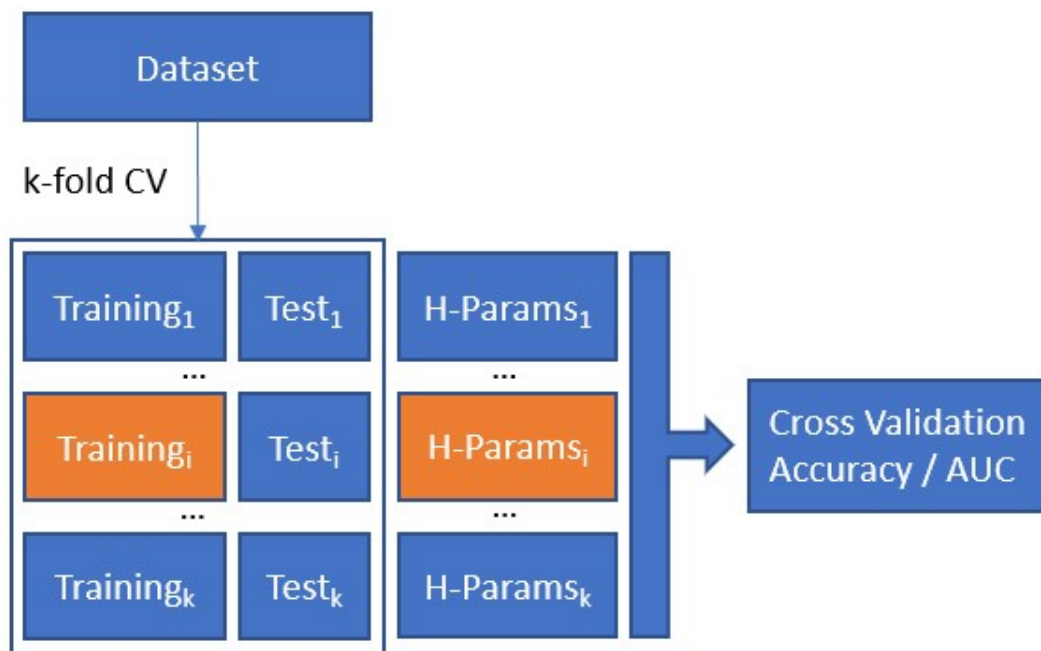 Dataset
k-fold CV
Training₁ Test₁ H-Params₁
... ...
Trainingᵢ Testᵢ H-Paramsᵢ
Cross Validation
Accuracy / AUC
... ...
Trainingₖ Testₖ H-Paramsₖ